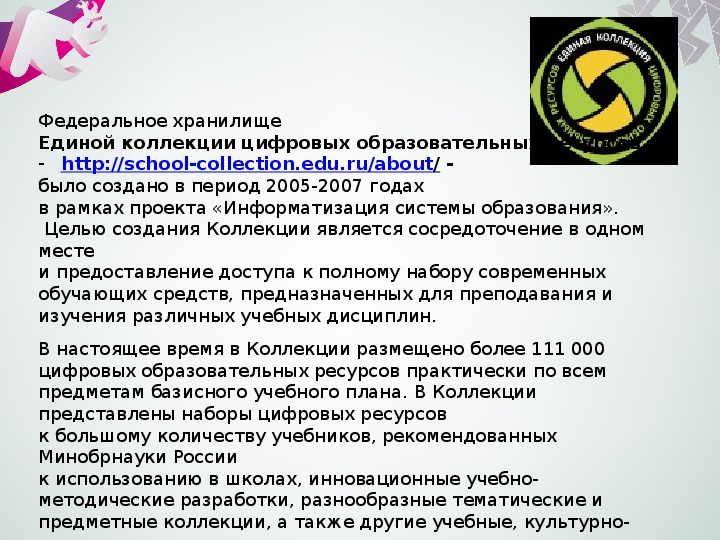 ЕДИНАЯ КОЛЛЕКЦИЯ ЦИФРОВЫХ ОБРАЗОВАТЕЛЬНЫХ РЕСУРСОВ
Федеральное хранилище
Единой коллекции цифровых образовательных
- http://school-collection.edu.ru/about/ -
было создано в период 2005-2007 годах
в рамках проекта «Информатизация системы образования».
Целью создания Коллекции является сосредоточение в одном
месте
и предоставление доступа к полному набору современных
обучающих средств, предназначенных для преподавания и
изучения различных учебных дисциплин.
В настоящее время в Коллекции размещено более 111 000
цифровых образовательных ресурсов практически по всем
предметам базисного учебного плана. В Коллекции
представлены наборы цифровых ресурсов
к большому количеству учебников, рекомендованных
Минобрнауки России
к использованию в школах, инновационные учебно-
методические разработки, разнообразные тематические и
предметные коллекции, а также другие учебные, культурно-